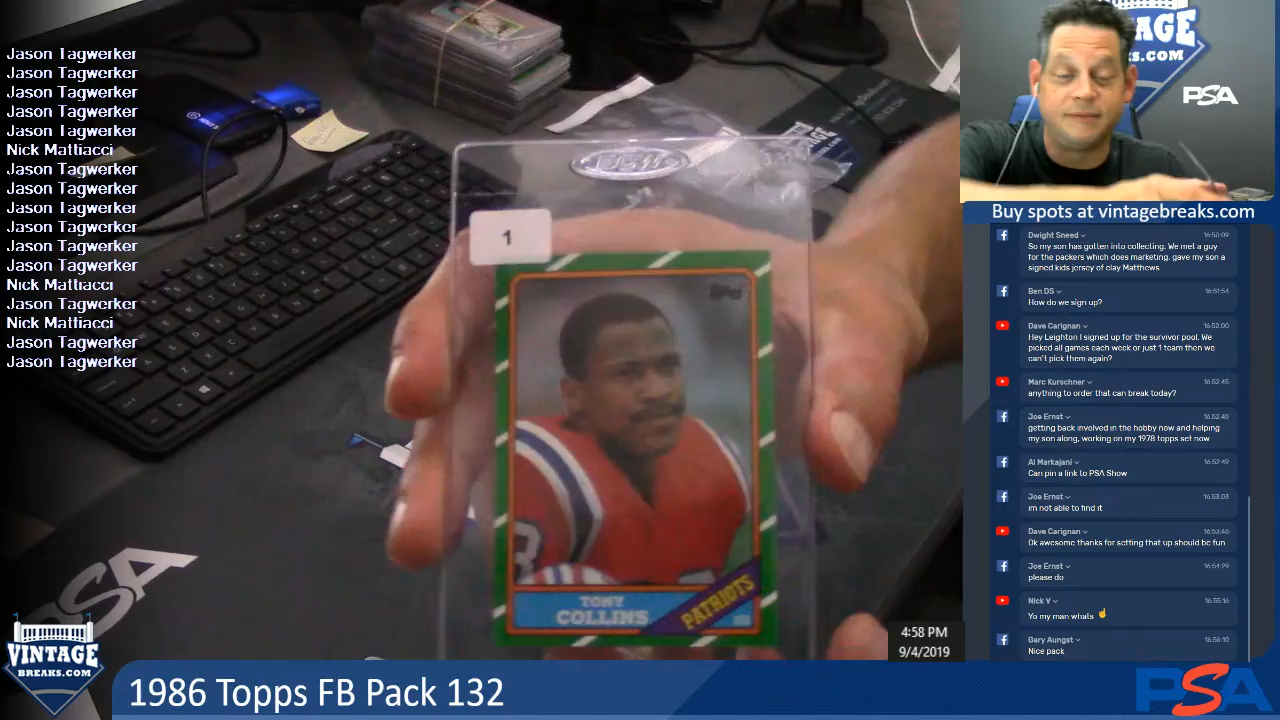 Jason Tagwerker
Jason Tagwerker
Jason Tagwerker
Jason Tagwerker
Jason Tagwerker
Nick Mattiacci
Jason Tagwerker
Jason Tagwerker
Jason Tagwerker
Jason Tagwerker
Jason Tagwerker
Jason Tagwerker
Nick Mattiacci
Jason Tagwerker
Nick Mattiacci
Jason Tagwerker
Jason Tagwerker
BGW
1
TONY
COLLINS
PATRIOTS
PSA
VINTAGE
BREAKS.COM
1986 Topps FB Pack 132
4:58 PM
9/4/2019
AGE
S.COM
PSA
Buy spots at vintagebreaks.com
Dwight Sneed 16:50:09
So my son has gotten into collecting. We met a guy
for the packers which does marketing. gave my son a
signed kids jersey of clay Matthews
Ben DS 16:51:54
How do we sign up?
Dave Carignan 16:52:00
Hey Leighton I signed up for the survivor pool. We
picked all games each week or just 1 team then we
can't pick them again?
Marc Kurschner 16:52:45
anything to order that can break today?
Joe Ernst 16:52:45
getting back involved in the hobby now and helping
my son along, working on my 1978 topps set now
Al Markajani 16:52:49
Can pin a link to PSA Show
Joe Ernst 16:53:03
im not able to find it
Dave Carignan 16:53:46
Ok awesome thanks for setting that up should be fun
Joe Ernst 16:54:29
please do
Nick V 16:55:16
Yo my man whats ☝
Gary Aungst 16:56:10
Nice pack
PSA